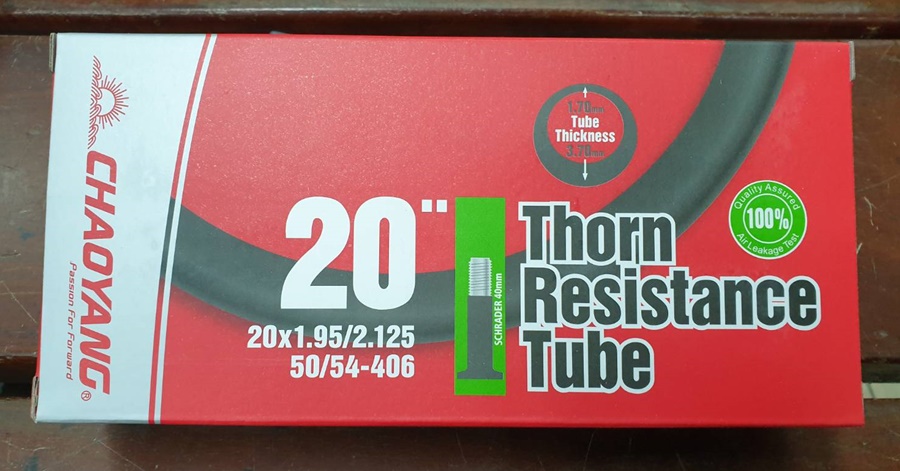 CHAOYANG®
Passion For Forward
20"
20x1.95/2.125
50/54-406
SCHRADER 40mm
1.70mm
Tube
Thickness
3.70mm
Thorn
Resistance
Tube
Quality Assured
100%
Air Leakage Test